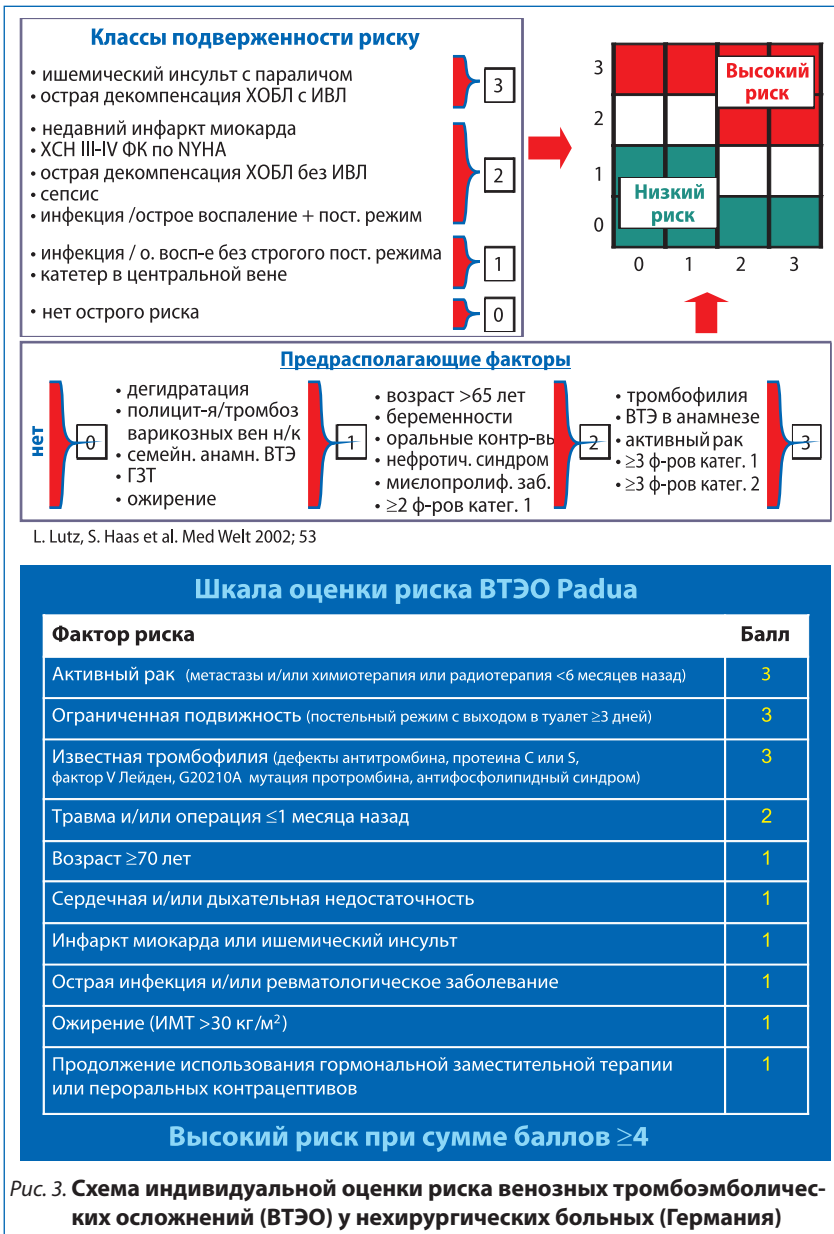 Классы подверженности риску
• ишемический инсульт с параличом
• острая декомпенсация ХОБЛ с ИВЛ
3
• недавний инфаркт миокарда
• ХСН III-IV ФК по NYHA
• острая декомпенсация ХОБЛ без ИВЛ
• сепсис
• инфекция /острое воспаление + пост. режим
2
• инфекция / о. восп-е без строгого пост. режима
• катетер в центральной вене
1
• нет острого риска
0
3
2
1
0
Высокий
риск
Низкий
риск
0 1 2 3
Предрасполагающие факторы
нет
0
• дегидратация
• полицит-я/тромбоз
варикозных вен н/к
• семейн. анамн. ВТЭ
• ГЗТ
• ожирение
1
• возраст >65 лет
• беременности
• оральные контр-вы
• нефротич. синдром
• миєлопролиф. заб.
• ≥2 ф-ров катег. 1
2
• тромбофилия
• ВТЭ в анамнезе
• активный рак
• ≥3 ф-ров катег. 1
• ≥3 ф-ров катег. 2
3
L. Lutz, S. Haas et al. Med Welt 2002; 53
Шкала оценки риска ВТЭО Padua
Фактор риска Балл
Активный рак (метастазы и/или химиотерапия или радиотерапия <6 месяцев назад) 3
Ограниченная подвижность (постельный режим с выходом в туалет ≥3 дней) 3
Известная тромбофилия (дефекты антитромбина, протеина С или S, 3
фактор V Лейден, G20210A мутация протромбина, антифосфолипидный синдром)
Травма и/или операция ≤1 месяца назад 2
Возраст ≥70 лет 1
Сердечная и/или дыхательная недостаточность 1
Инфаркт миокарда или ишемический инсульт 1
Острая инфекция и/или ревматологическое заболевание 1
Ожирение (ИМТ >30 кг/м²) 1
Продолжение использования гормональной заместительной терапии 1
или пероральных контрацептивов
Высокий риск при сумме баллов ≥4
Рис. 3. Схема индивидуальной оценки риска венозных тромбоэмболичес-
ких осложнений (ВТЭО) у нехирургических больных (Германия)